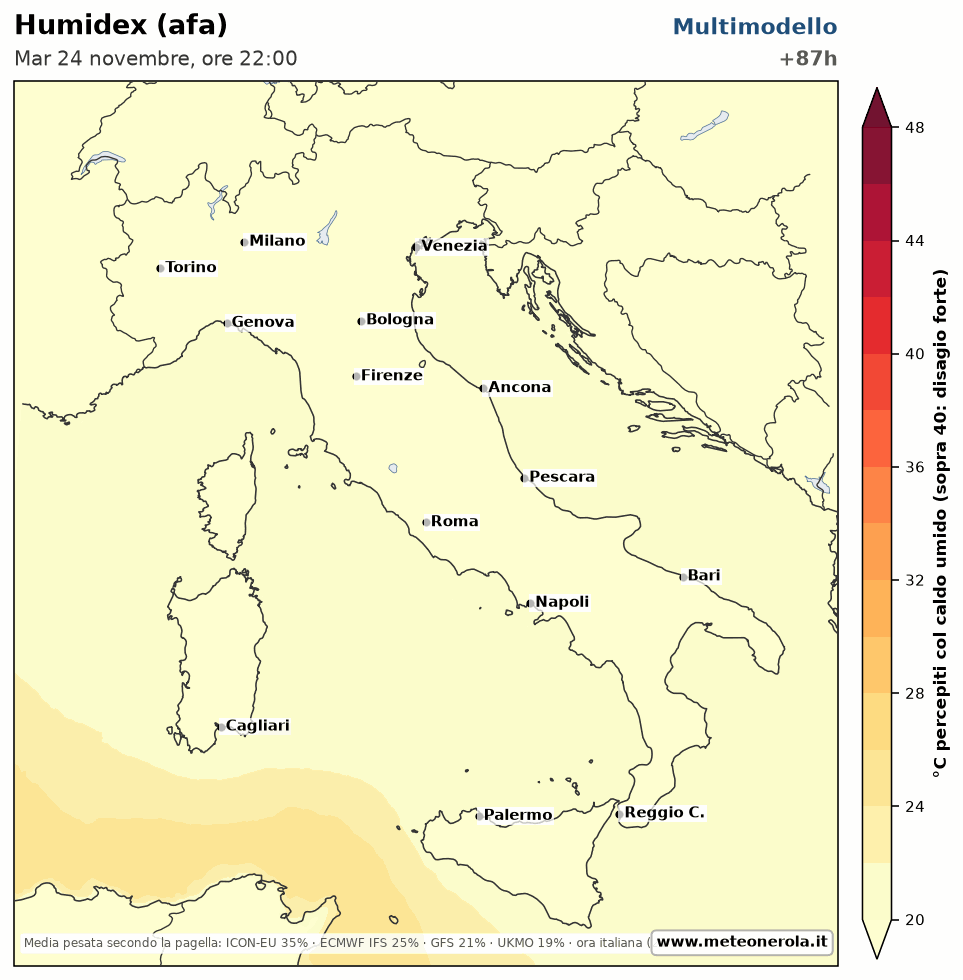 Humidex (afa)
Multimodello
Mar 24 novembre, ore 22:00
+87h
Milano
Venezia
Torino
Genova
Bologna
Firenze
Ancona
Pescara
Roma
Bari
Napoli
Cagliari
Palermo
Reggio C.
48
44
40
36
32
28
24
20
°C percepiti col caldo umido (sopra 40: disagio forte)
Media pesata secondo la pagella: ICON-EU 35% · ECMWF IFS 25% · GFS 21% · UKMO 19% · ora italiana (
www.meteonerola.it